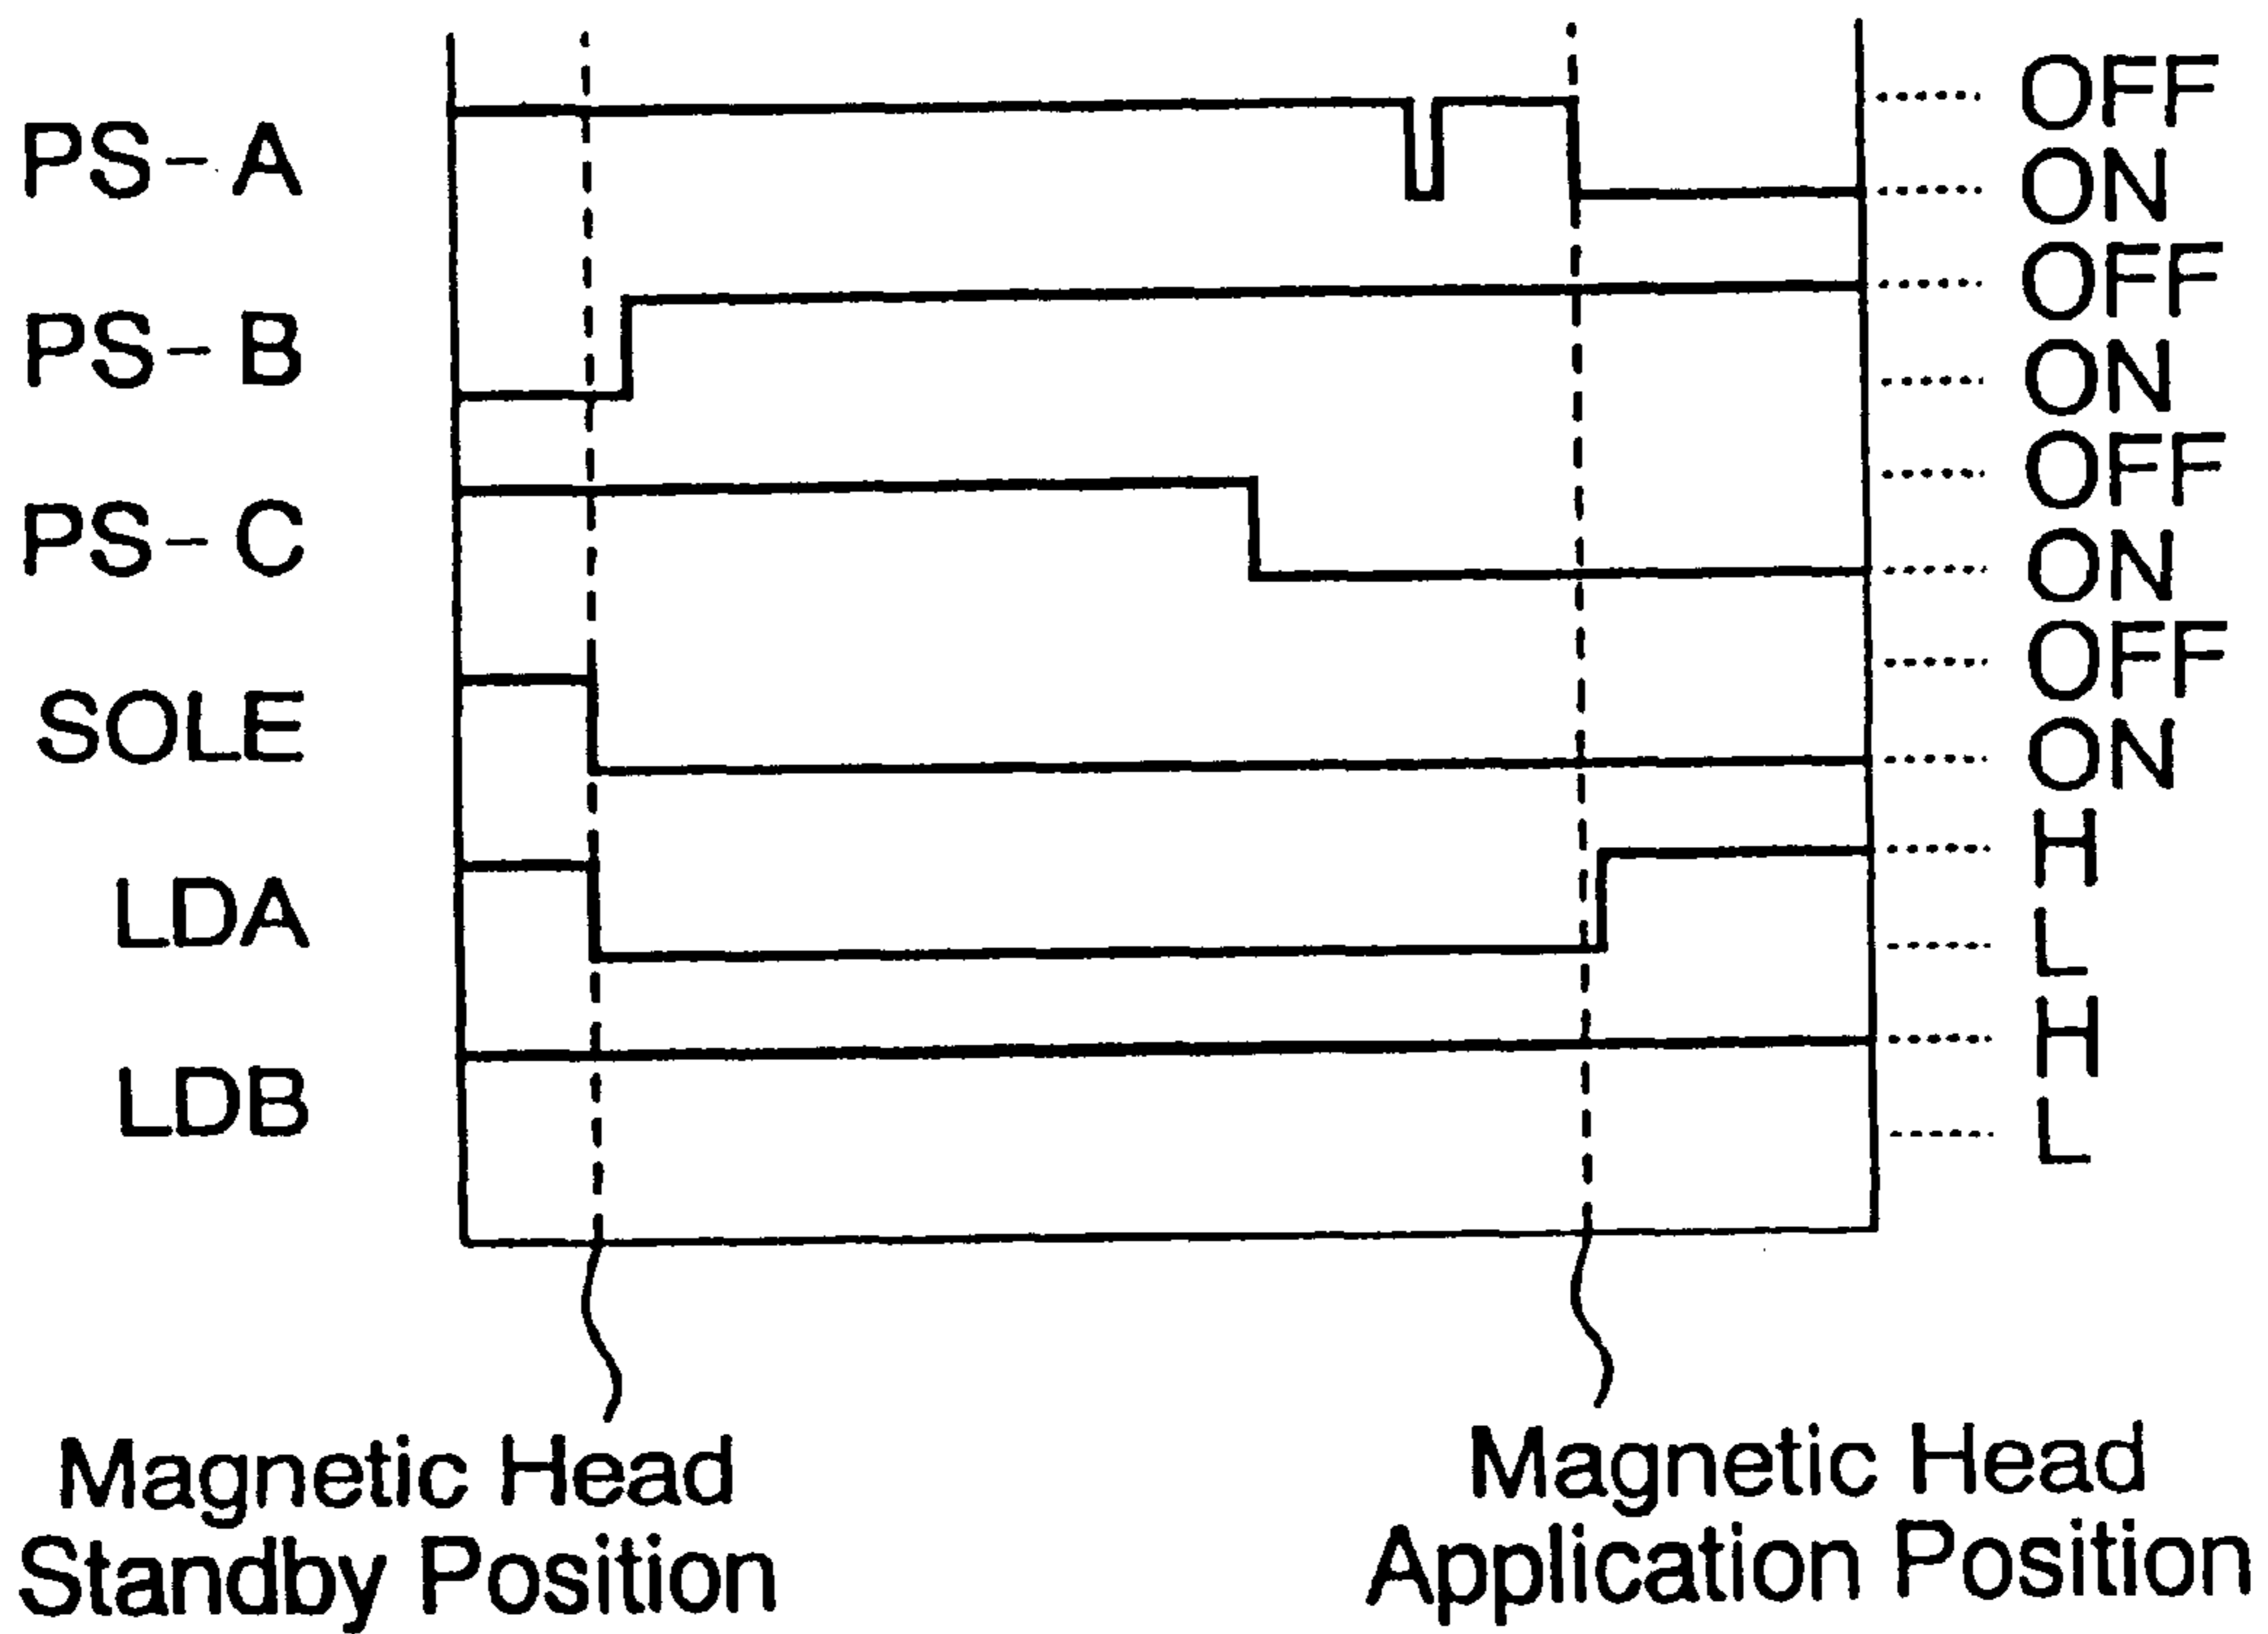 OFF
PS-A
ON
OFF
PS-B
ON
OFF
PS-C
ON
OFF
SOLE
ON
H
LDA
L
H
LDB
L
Magnetic Head
Standby Position
Magnetic Head
Application Position